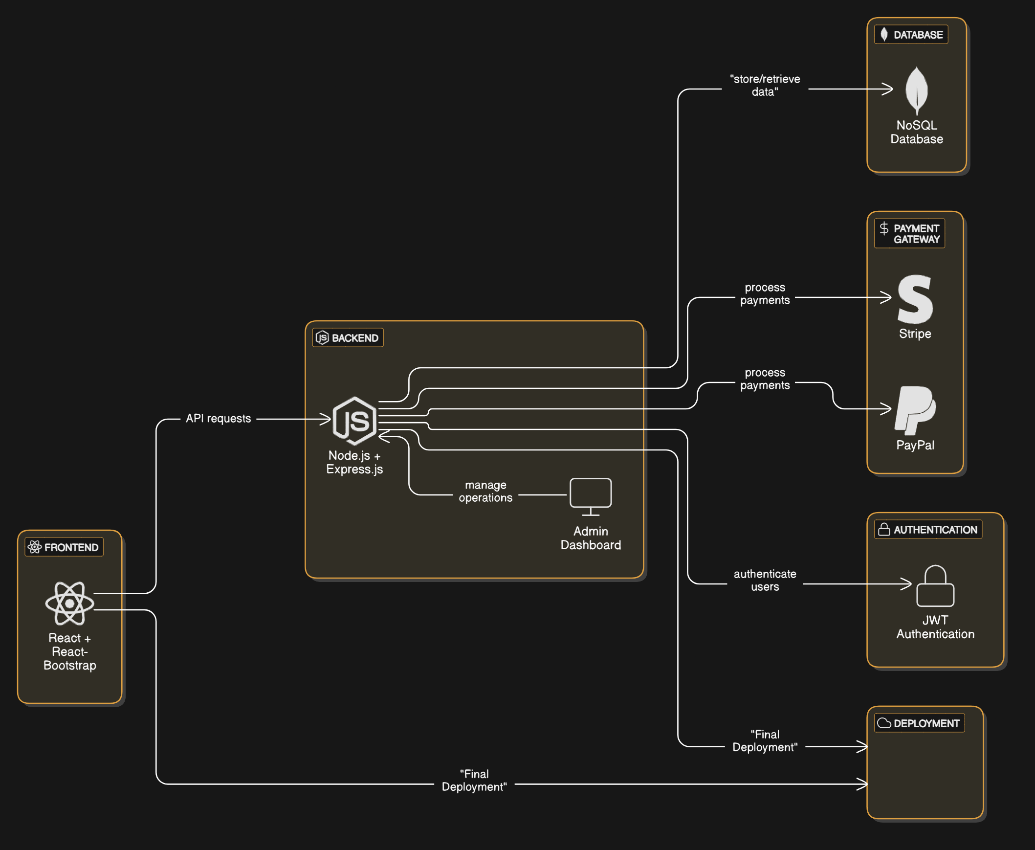 DATABASE
"store/retrieve
data"
NoSQL
Database
$ PAYMENT
GATEWAY
process
payments
S
Stripe
JS BACKEND
process
payments
API requests
JS
Node.js +
Express.js
PayPal
manage
operations
Admin
Dashboard
AUTHENTICATION
FRONTEND
authenticate
users
JWT
Authentication
React +
React-
Bootstrap
DEPLOYMENT
"Final
Deployment"
"Final
Deployment"